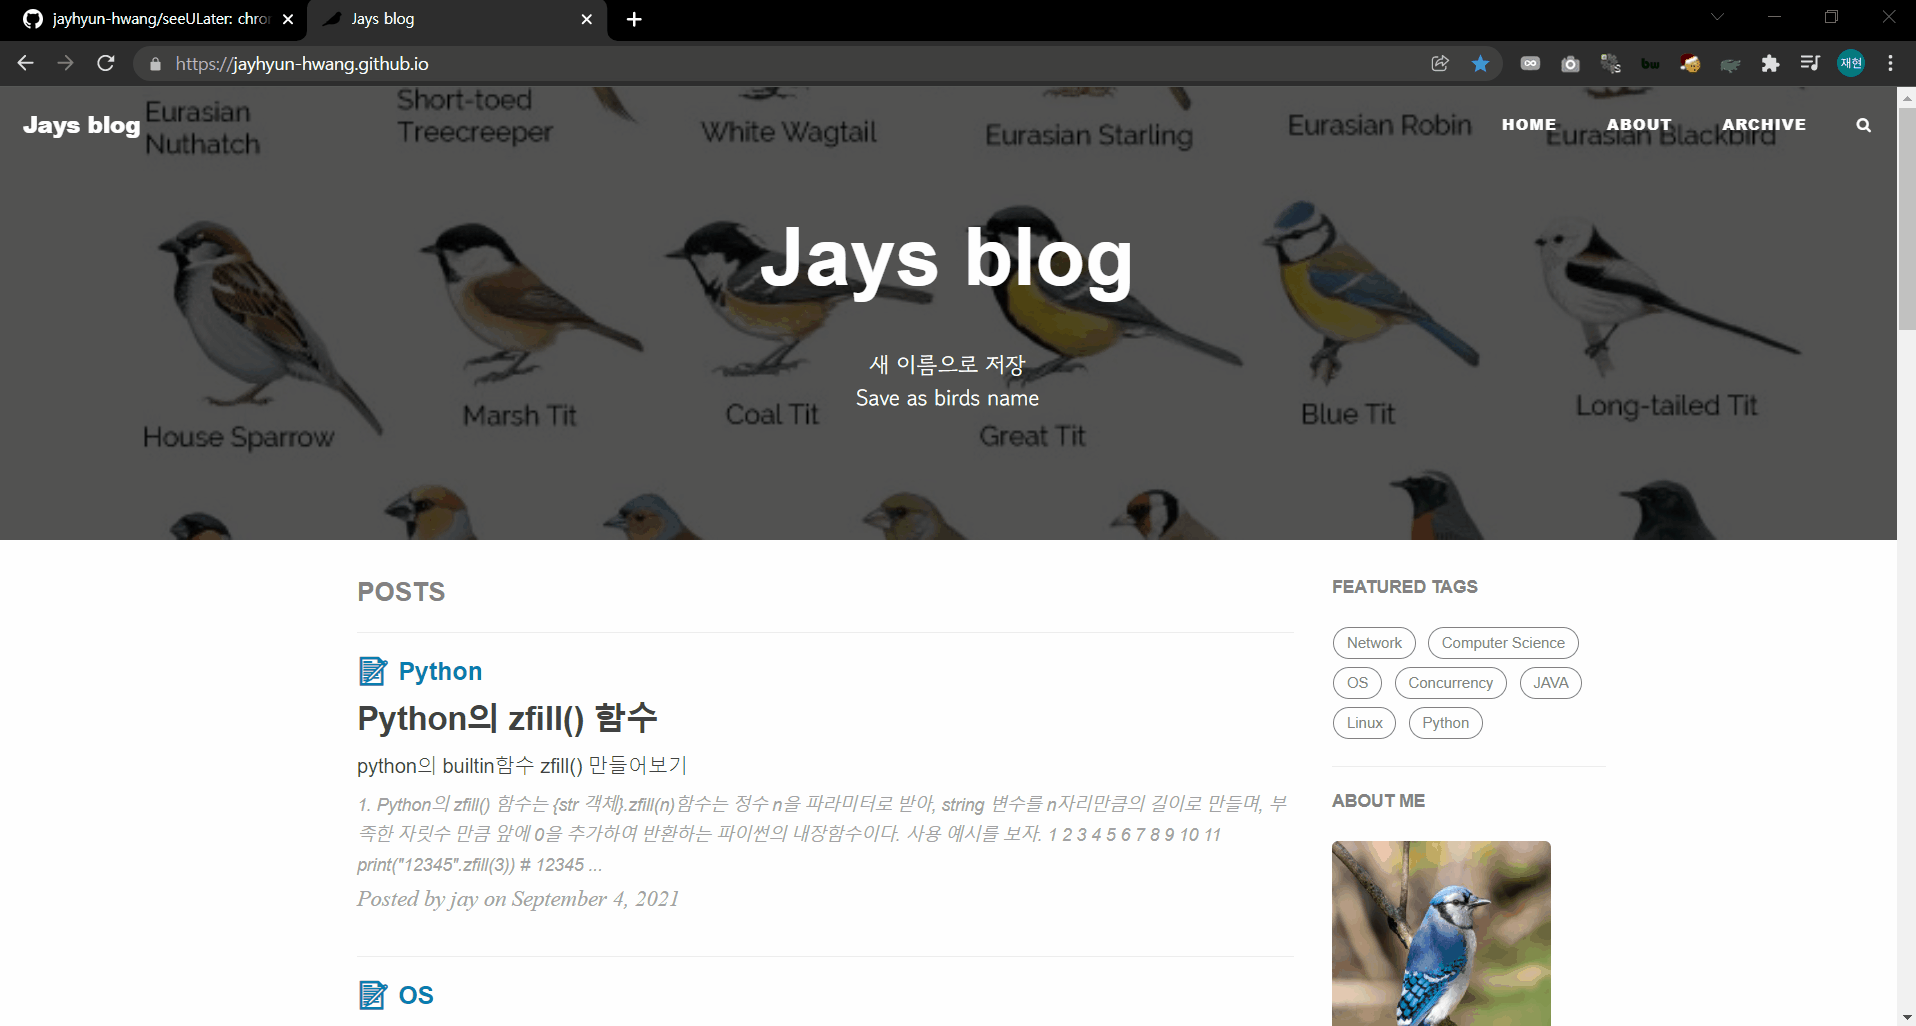 jayhyun-hwang/seeULater: chro
Jays blog
https://jayhyun-hwang.github.io
재현
Jays blog
HOME
ABOUT
ARCHIVE
Eurasian
Nuthatch
Short-toed
Treecreeper
White Wagtail
Eurasian Starling
Eurasian Robin
Eurasian Blackbird
Jays blog
새 이름으로 저장
Save as birds name
House Sparrow
Marsh Tit
Coal Tit
Great Tit
Blue Tit
Long-tailed Tit
POSTS
Python
Python의 zfill() 함수
python의 builtin함수 zfill() 만들어보기
1. Python의 zfill() 함수는 {str 객체}.zfill(n)함수는 정수 n을 파라미터로 받아, string 변수를 n자리만큼의 길이로 만들며, 부
족한 자릿수 만큼 앞에 0을 추가하여 반환하는 파이썬의 내장함수이다. 사용 예시를 보자. 1 2 3 4 5 6 7 8 9 10 11
print("12345".zfill(3)) # 12345 ...
Posted by jay on September 4, 2021
OS
FEATURED TAGS
Network
Computer Science
OS
Concurrency
JAVA
Linux
Python
ABOUT ME